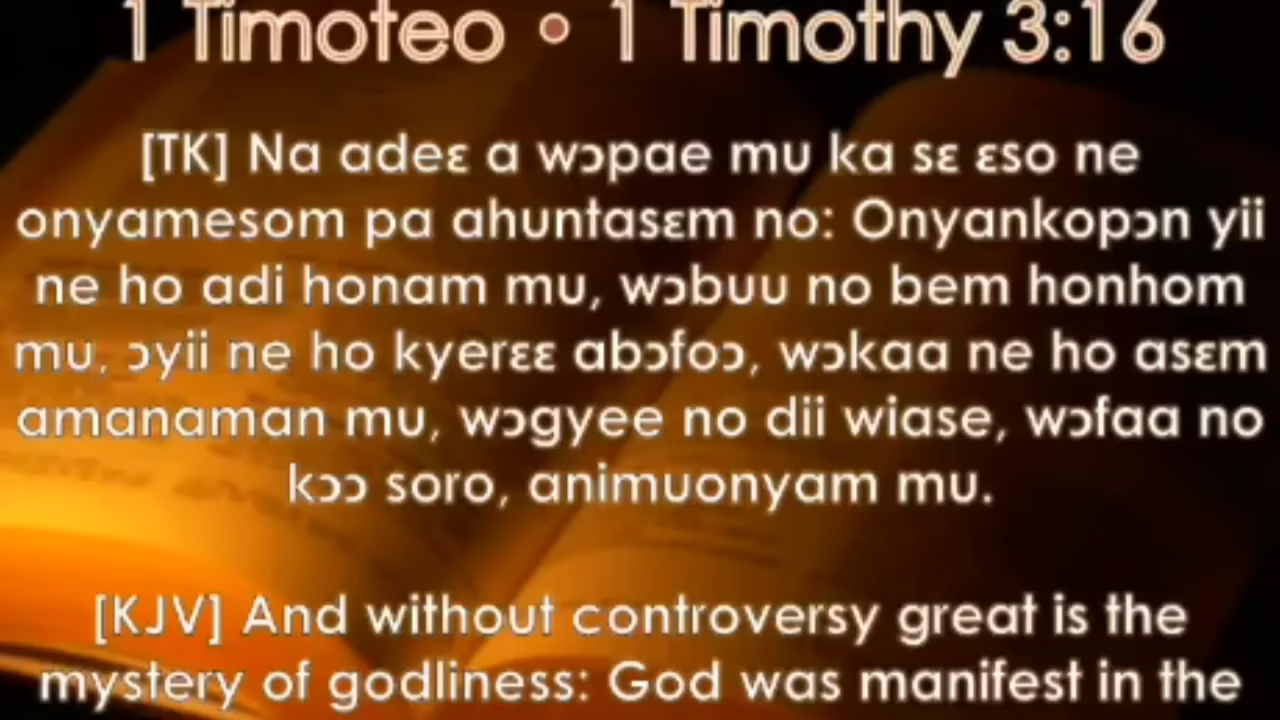 1 Timoteo • 1 Timothy 3:16
[TK] Na adeɛ a wɔpae mu ka sɛ ɛso ne
onyamesom pa ahuntasɛm no: Onyankopɔn yii
ne ho adi honam mu, wɔbuu no bem honhom
mu, ɔyii ne ho kyerɛɛ abɔfoɔ, wɔkaa ne ho asɛm
amanaman mu, wɔgyee no dii wiase, wɔfaa no
kɔɔ soro, animuonyam mu.
[KJV] And without controversy great is the
mystery of godliness: God was manifest in the